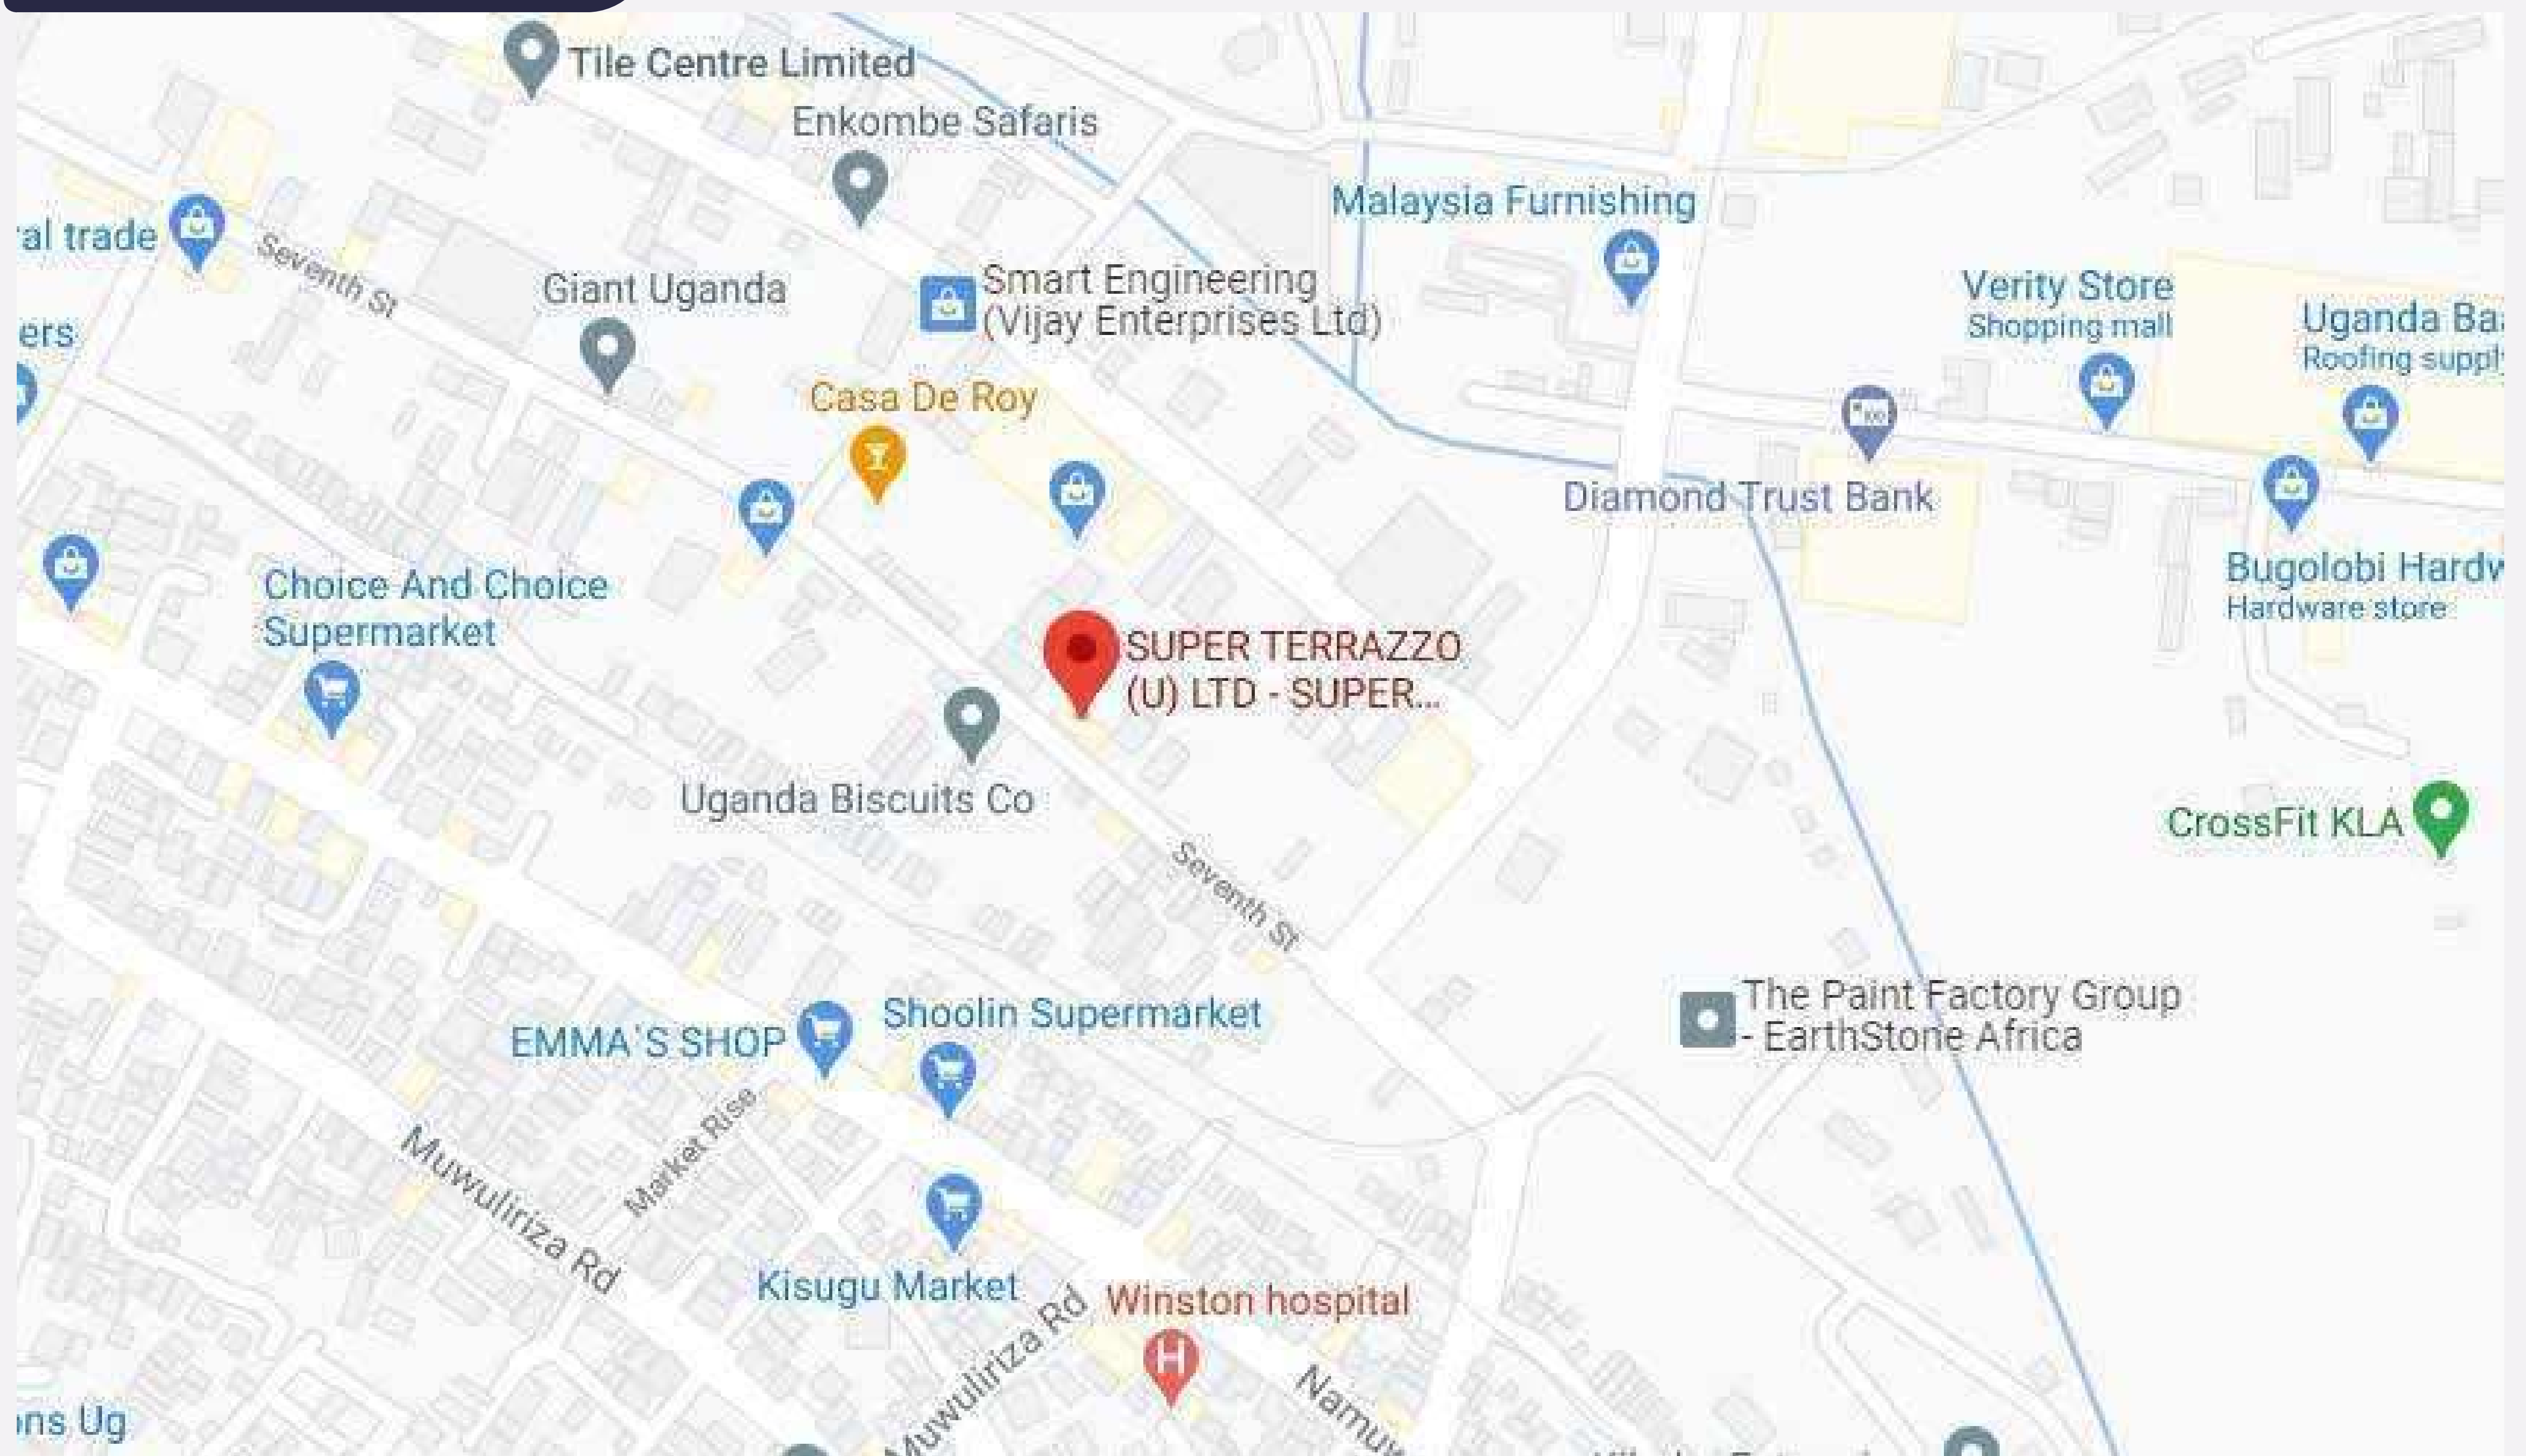 Tile Centre Limited
Enkombe Safaris
Malaysia Furnishing
al trade
Seventh St
Giant Uganda
Smart Engineering
(Vijay Enterprises Ltd)
Verity Store
Shopping mall
Uganda
Roofing
ers
Casa De Roy
Diamond Trust Bank
Choice And Choice
Supermarket
Bugolobi
Hardware store
SUPER TERRAZZO
(U) LTD - SUPER...
Uganda Biscuits Co
CrossFit KLA
Seventh St
The Paint Factory Group
- EarthStone Africa
EMMA'S SHOP
Shoolin Supermarket
Market Rise
Muwuliriza Rd
Kisugu Market
Winston hospital
Muwuliriza Rd
ns Ug